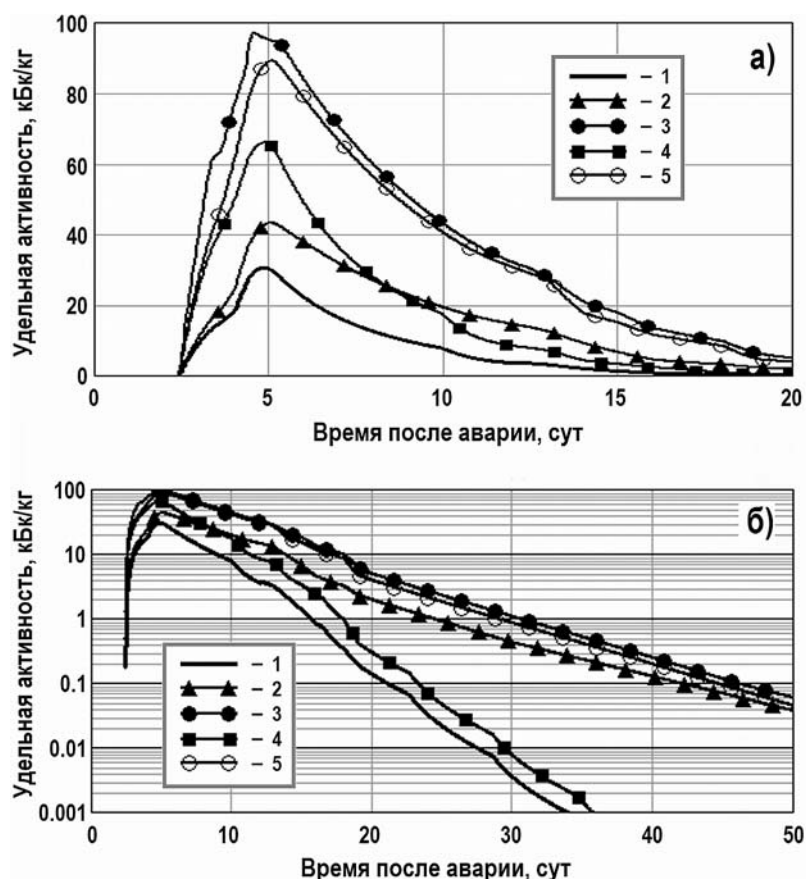 а)
Удельная активность, кБк/кг
100
80
60
40
20
0
– 1
– 2
– 3
– 4
– 5
0 5 10 15 20
Время после аварии, сут
б)
Удельная активность, кБк/кг
100
10
1
0.1
0.01
0.001
– 1
– 2
– 3
– 4
– 5
0 10 20 30 40 50
Время после аварии, сут